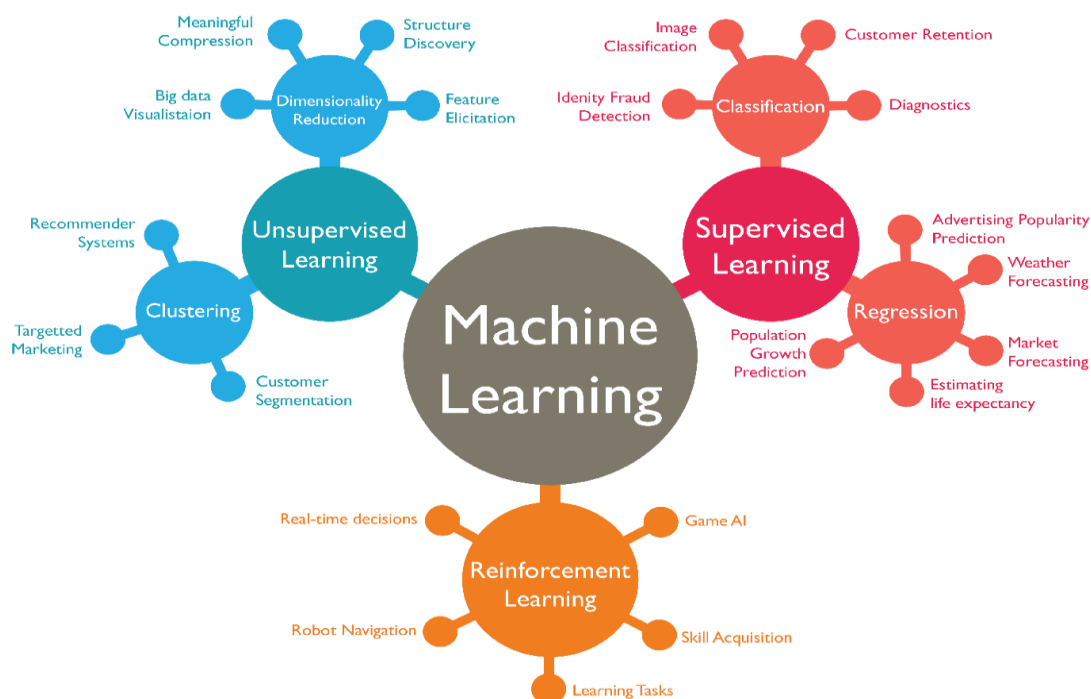 Meaningful
Compression
Structure
Discovery
Big data
Visualistaion
Dimensionality
Reduction
Feature
Elicitation
Image
Classification
Customer Retention
Idenity Fraud
Detection
Classification
Diagnostics
Unsupervised
Learning
Supervised
Learning
Recommender
Systems
Clustering
Targetted
Marketing
Customer
Segmentation
Machine
Learning
Advertising Popularity
Prediction
Weather
Forecasting
Regression
Population
Growth
Prediction
Market
Forecasting
Estimating
life expectancy
Real-time decisions
Game AI
Reinforcement
Learning
Robot Navigation
Skill Acquisition
Learning Tasks